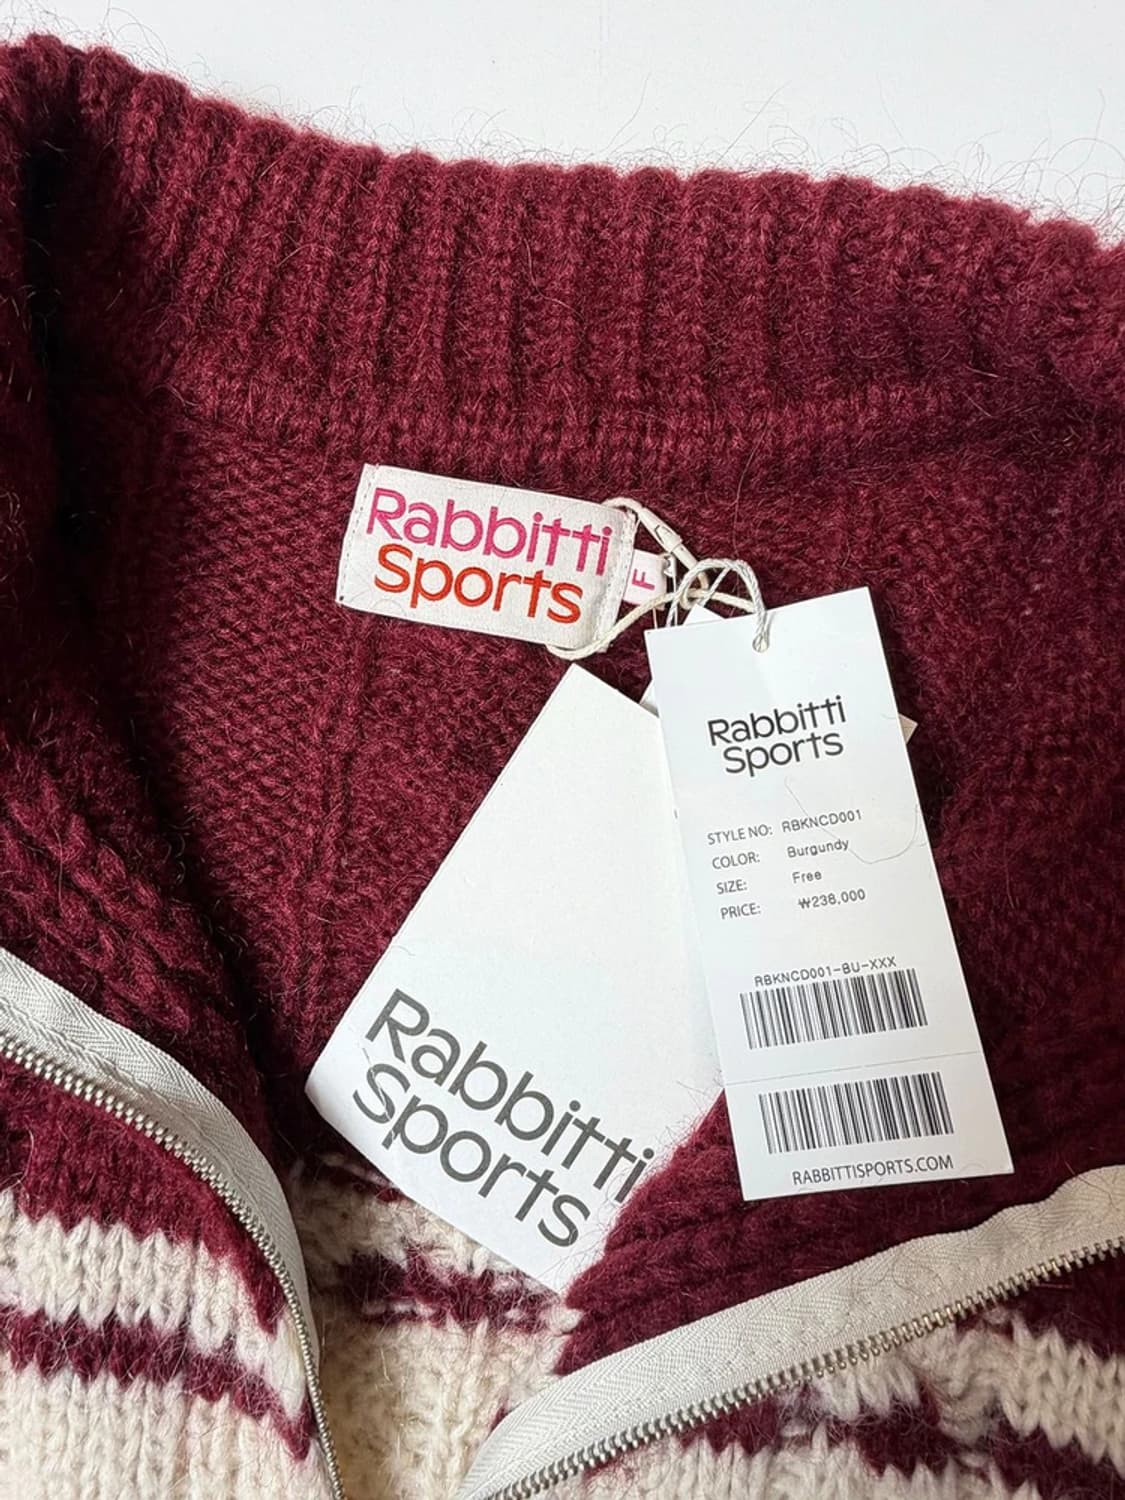 Rabbitti
Sports
F
Rabbitti
Sports
STYLE NO: RBKNCD001
COLOR: Burgundy
SIZE: Free
PRICE: ₩238,000
RBKNCD001-BU-XXX
RABBITTISPORTS.COM
Rabbitti
Sports